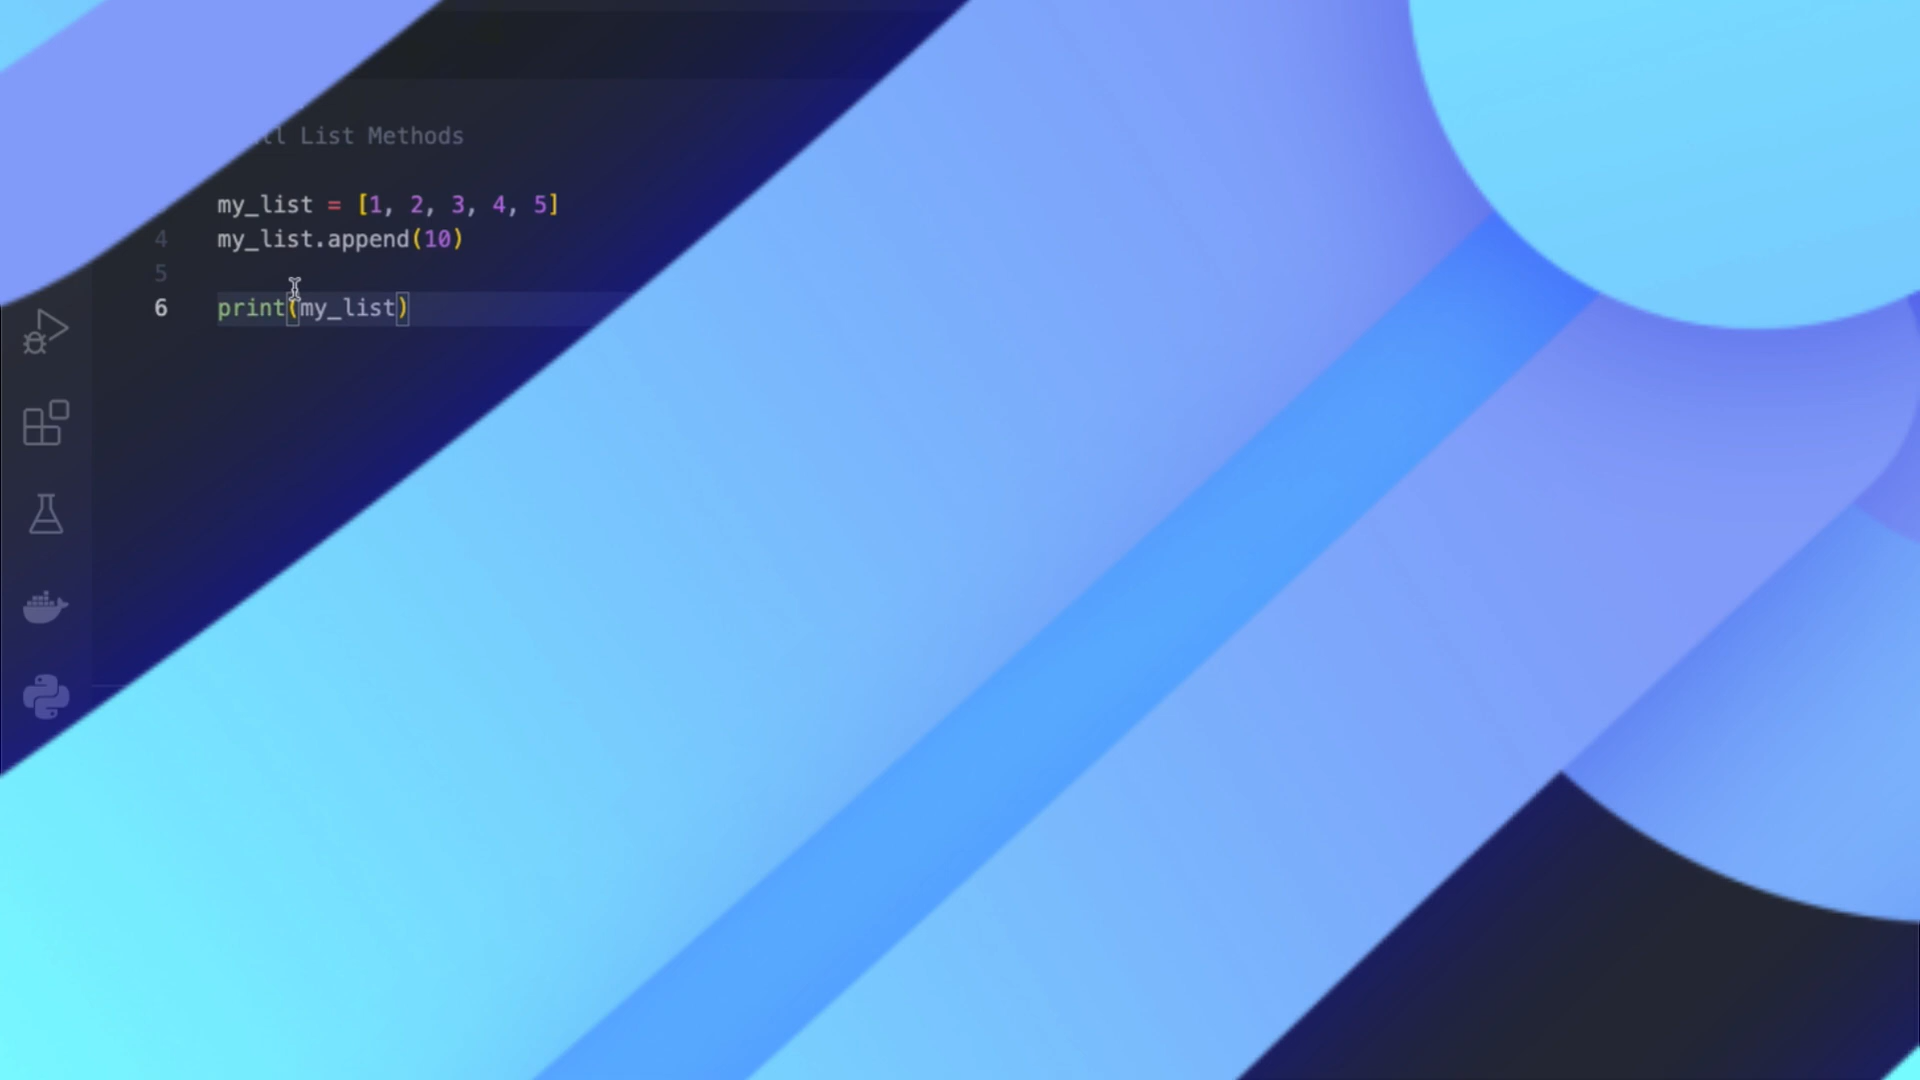 List Methods
my_list = [1, 2, 3, 4, 5]
4 my_list.append(10)
5
6 print(my_list)